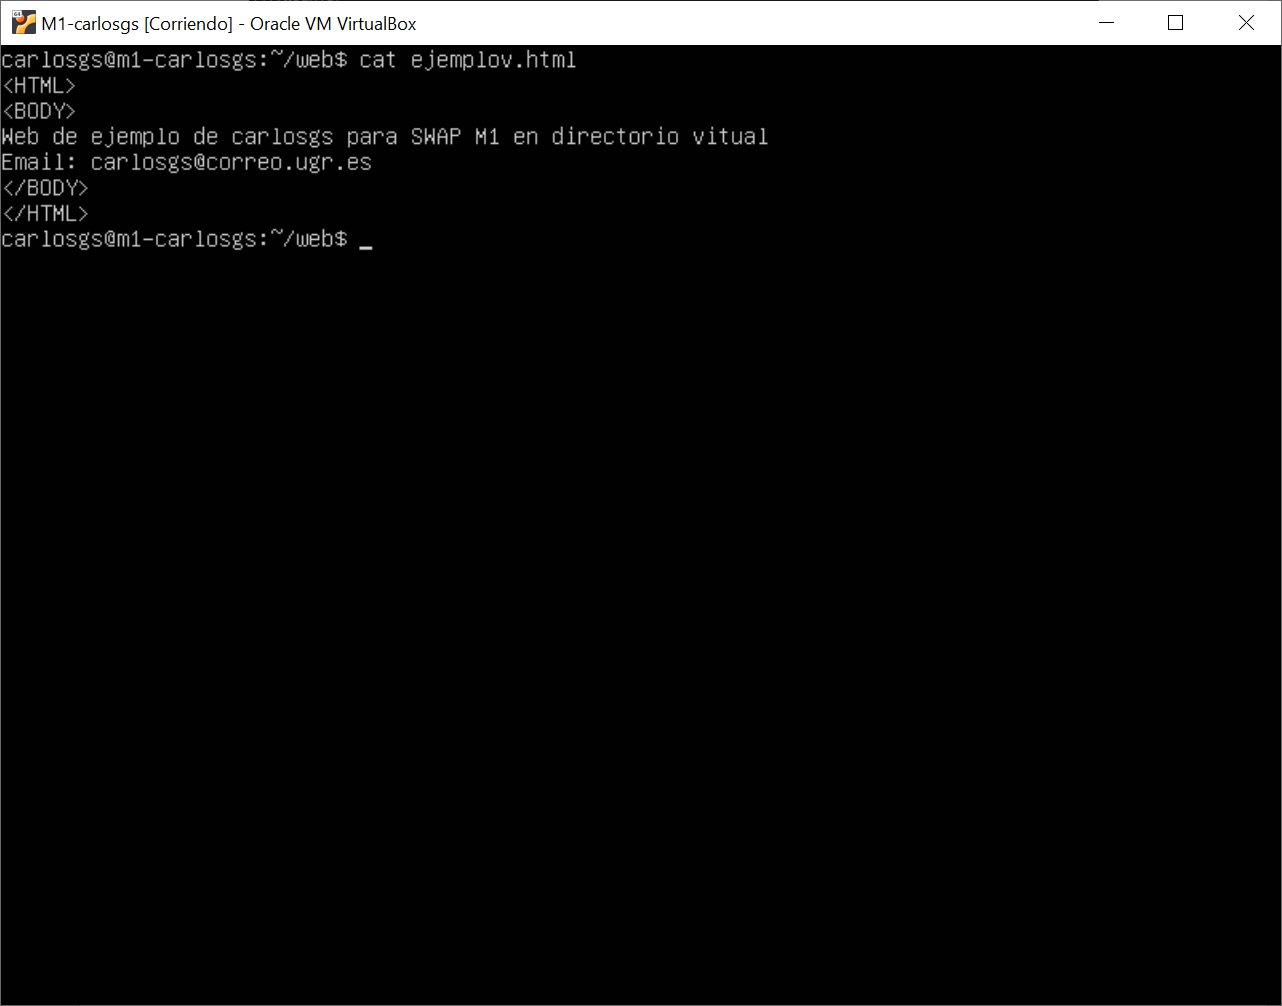 M1-carlosgs [Corriendo] - Oracle VM VirtualBox
carlosgs@m1-carlosgs:~/web$ cat ejemplov.html
<HTML>
<BODY>
Web de ejemplo de carlosgs para SWAP M1 en directorio vitual
Email: carlosgs@correo.ugr.es
</BODY>
</HTML>
carlosgs@m1-carlosgs:~/web$ _